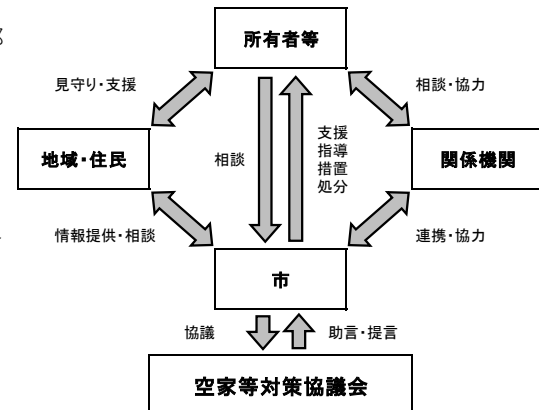 所有者等
見守り・支援
相談・協力
地域・住民
相談
支援
指導
措置
処分
関係機関
情報提供・相談
連携・協力
市
協議
助言・提言
空家等対策協議会